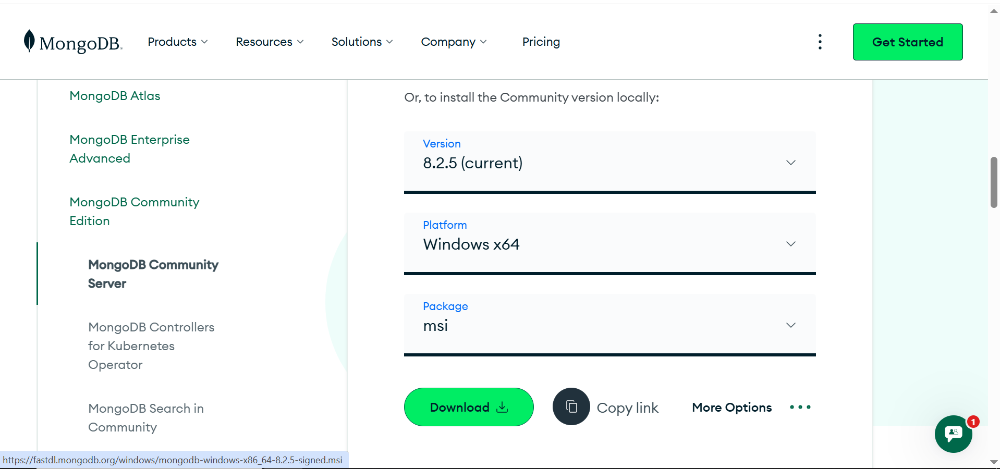 MongoDB.
Products
Resources
Solutions
Company
Pricing
Get Started
MongoDB Atlas
MongoDB Enterprise
Advanced
MongoDB Community
Edition
MongoDB Community
Server
MongoDB Controllers
for Kubernetes
Operator
MongoDB Search in
Community
Or, to install the Community version locally:
Version
8.2.5 (current)
Platform
Windows x64
Package
msi
Download
Copy link
More Options
1
https://fastdl.mongodb.org/windows/mongodb-windows-x86_64-8.2.5-signed.msi